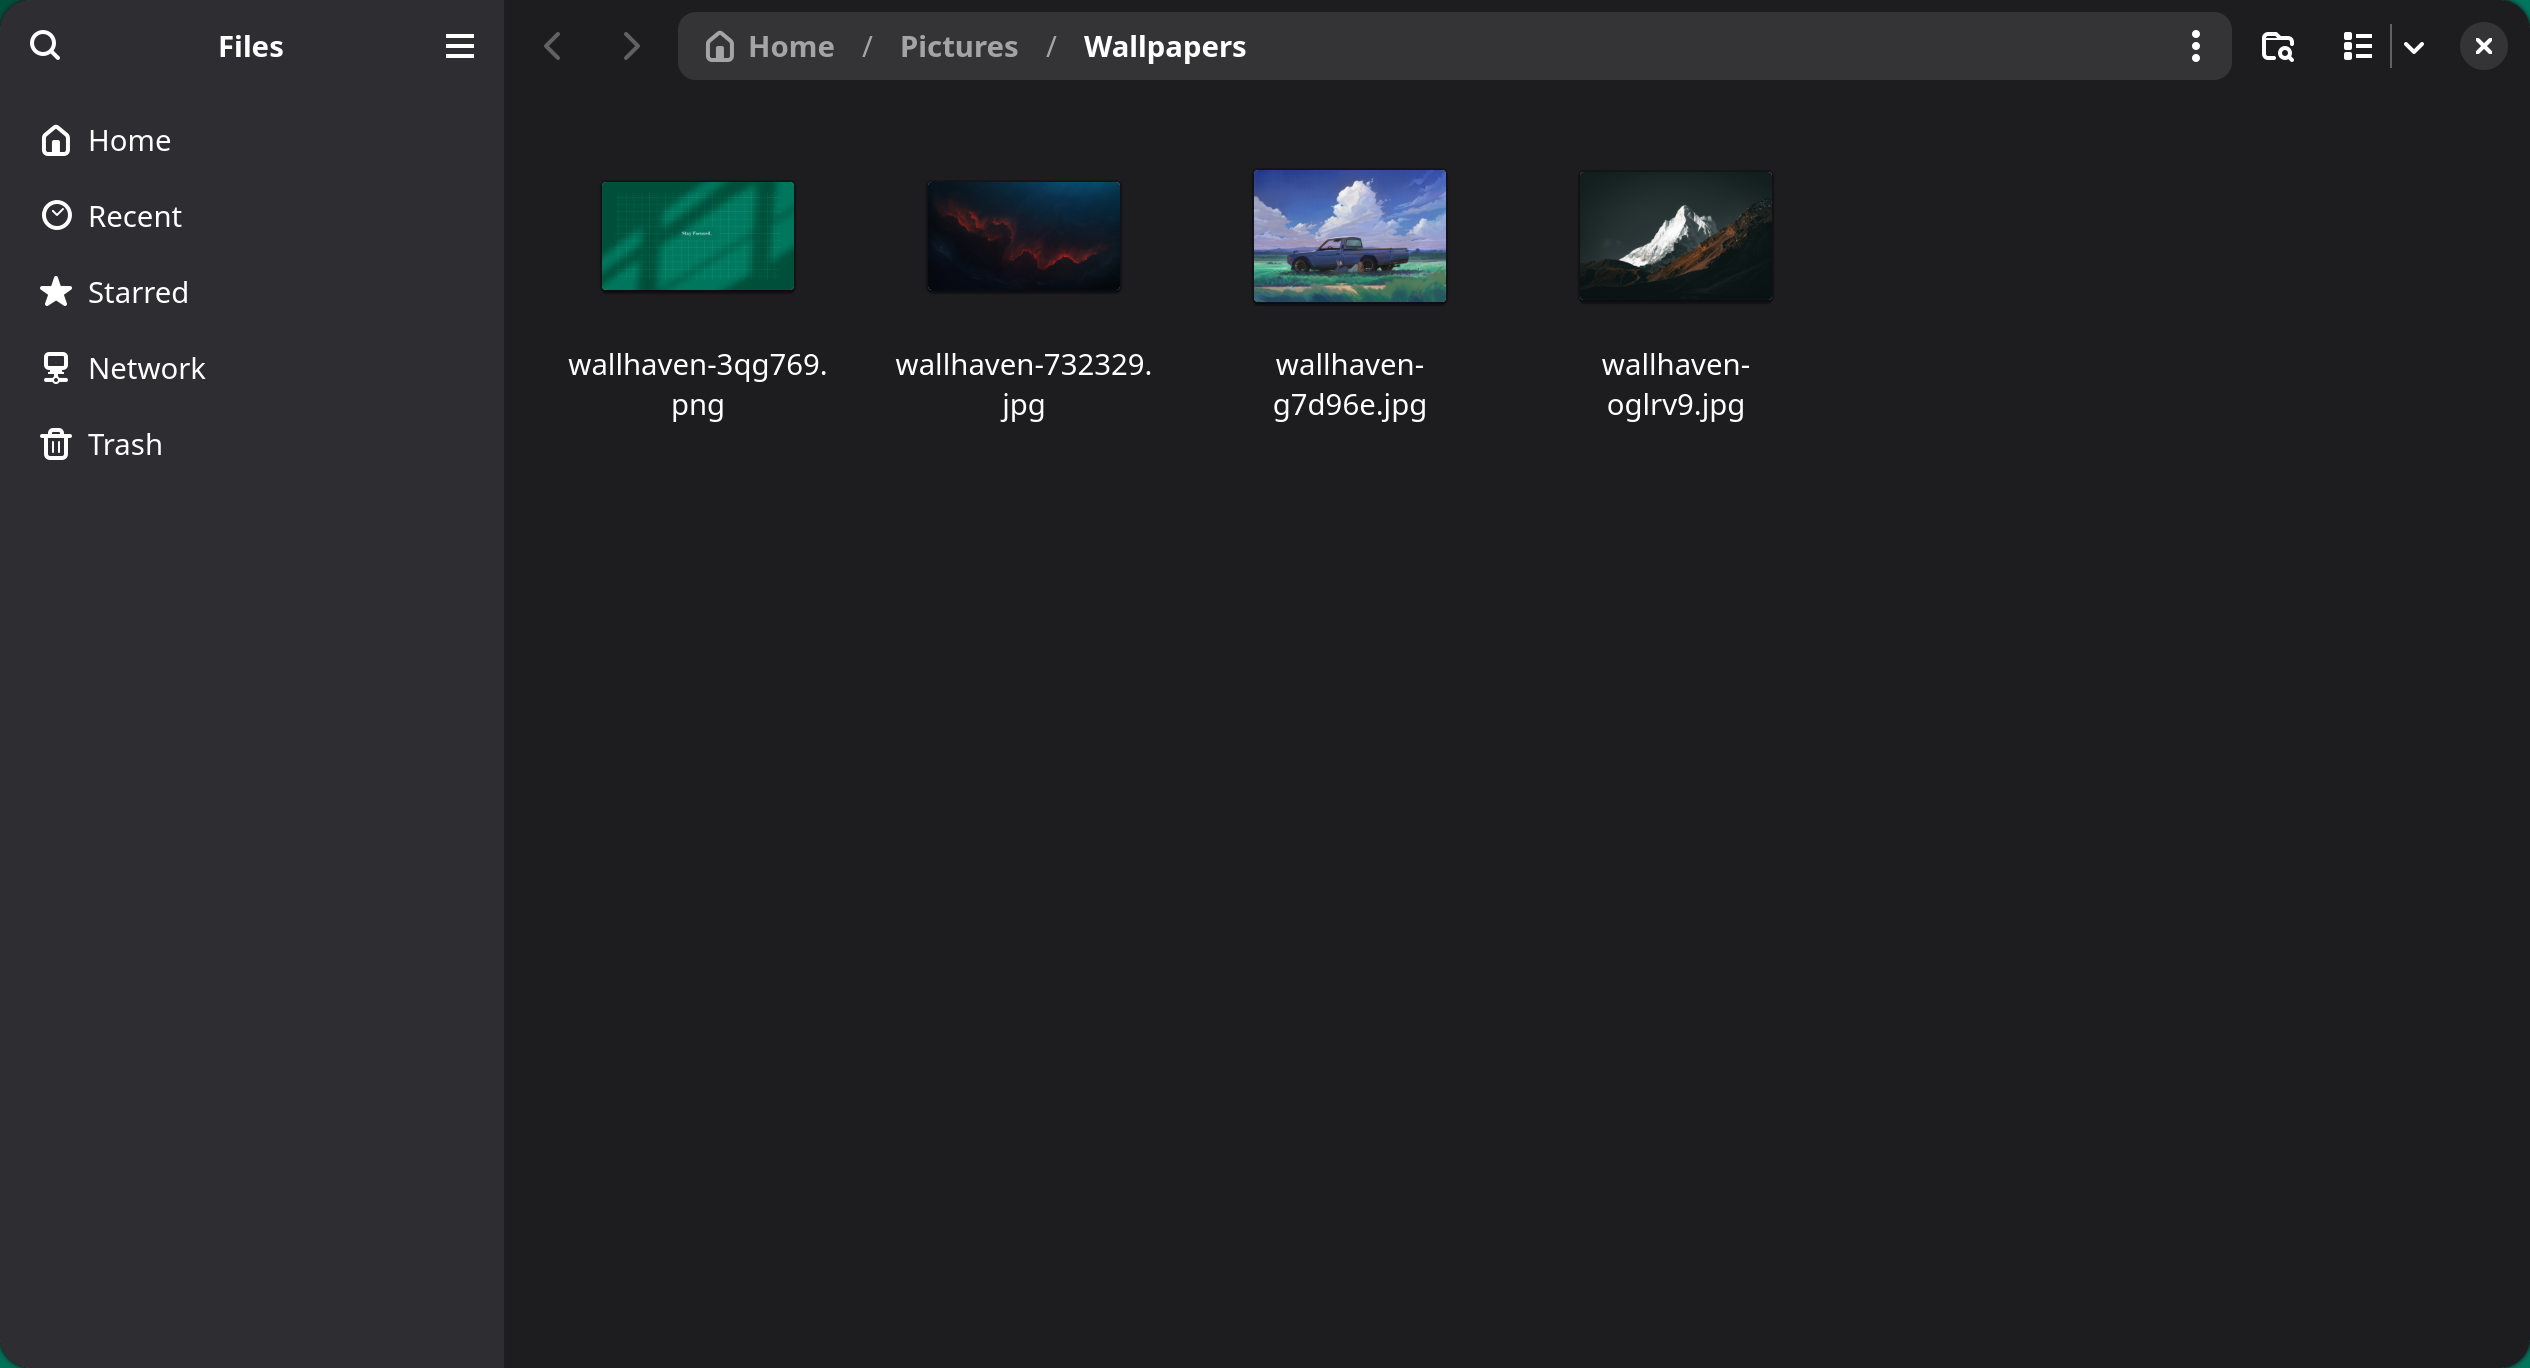 Files
Home / Pictures / Wallpapers
Home
Recent
Starred
Network
Trash
wallhaven-3qg769.
png
wallhaven-732329.
jpg
wallhaven-
g7d96e.jpg
wallhaven-
oglrv9.jpg